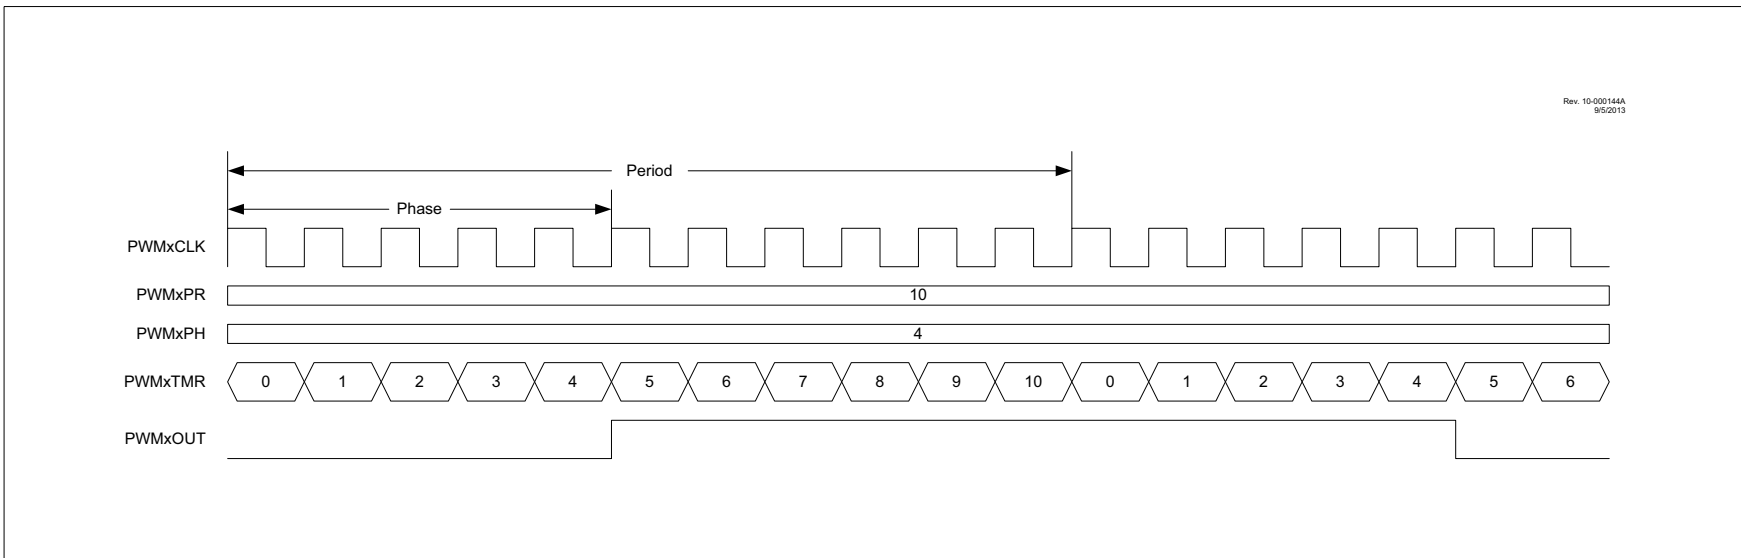 Rev. 10-000144A
9/5/2013
Period
Phase
PWMxCLK
PWMxPR 10
PWMxPH 4
PWMxTMR 0 1 2 3 4 5 6 7 8 9 10 0 1 2 3 4 5 6
PWMxOUT